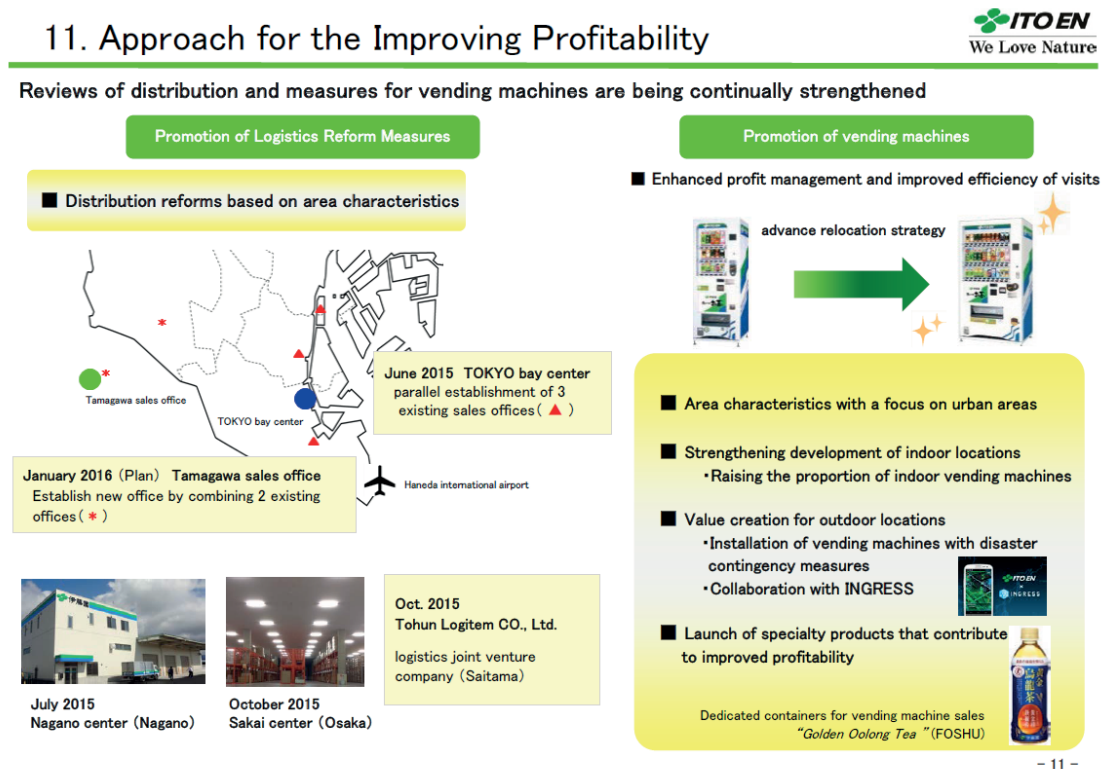 11. Approach for the Improving Profitability
ITO EN
We Love Nature
Reviews of distribution and measures for vending machines are being continually strengthened
Promotion of Logistics Reform Measures
■ Distribution reforms based on area characteristics
*
*
Tamagawa sales office
TOKYO bay center
June 2015 TOKYO bay center
parallel establishment of 3
existing sales offices( ▲ )
January 2016 (Plan) Tamagawa sales office
Establish new office by combining 2 existing
offices( * )
Haneda international airport
伊藤園
July 2015
Nagano center (Nagano)
October 2015
Sakai center (Osaka)
Oct. 2015
Tohun Logitem CO., Ltd.
logistics joint venture
company (Saitama)
Promotion of vending machines
■ Enhanced profit management and improved efficiency of visits
advance relocation strategy
■ Area characteristics with a focus on urban areas
■ Strengthening development of indoor locations
・Raising the proportion of indoor vending machines
■ Value creation for outdoor locations
・Installation of vending machines with disaster
contingency measures
・Collaboration with INGRESS
ITO EN
×
INGRESS
■ Launch of specialty products that contribute
to improved profitability
烏龍茶
Dedicated containers for vending machine sales
“Golden Oolong Tea ”(FOSHU)
- 11 -